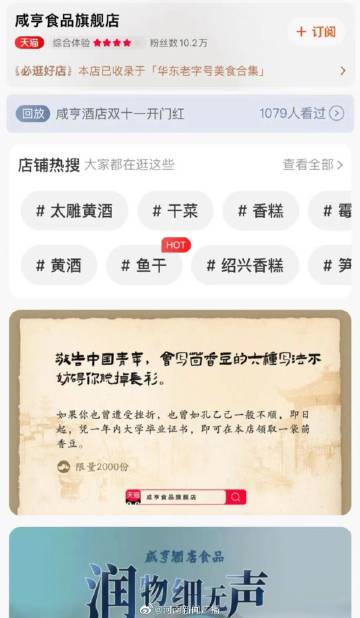 咸亨食品旗舰店
天猫 综合体验 ★★★★ 粉丝数10.2万
+ 订阅
《必逛好店》本店已收录于「华东老字号美食合集」
回放 咸亨酒店双十一开门红 1079人看过
店铺热搜 大家都在逛这些 查看全部
# 太雕黄酒 # 干菜 # 香糕 # 霉
HOT
# 黄酒 # 鱼干 # 绍兴香糕 # 笋
敬告中国青年,會写茴香豆的六種写法不
妨碍你脱掉長衫。
如果你也曾遭受挫折,也曾如孔乙己一般不顺,即日
起,凭一年内大学毕业证书,即可在本店领取一袋茴
香豆。
限量2000份
天猫 咸亨食品旗舰店
咸亨酒店食品
润物细无声
@河南新闻广播